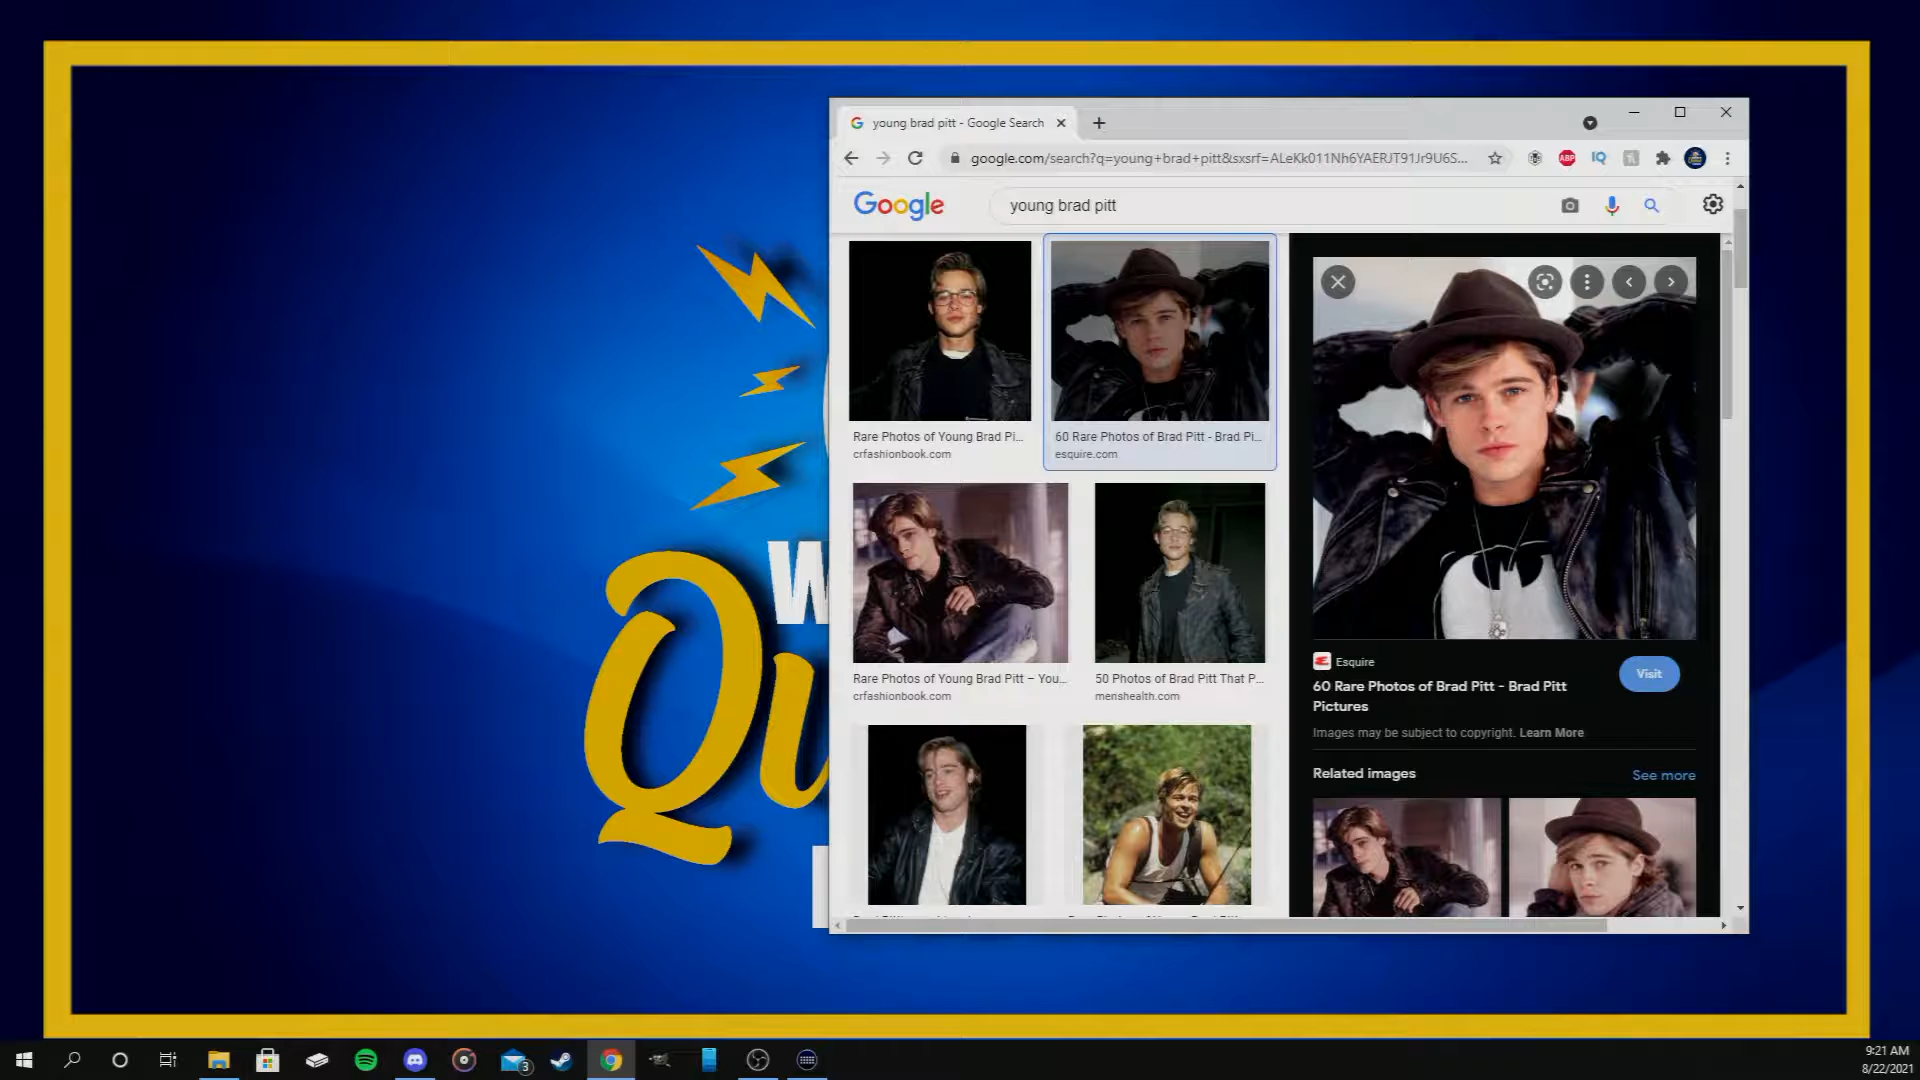 young brad pitt - Google Search
google.com/search?q=young+brad+pitt&sxsrf=ALeKk011Nh6YAERJT91Jr9U6S...
ABP
IQ
Google
young brad pitt
Rare Photos of Young Brad Pi...
crfashionbook.com
60 Rare Photos of Brad Pitt - Brad Pi...
esquire.com
Rare Photos of Young Brad Pitt – You...
crfashionbook.com
50 Photos of Brad Pitt That P...
menshealth.com
Esquire
Visit
60 Rare Photos of Brad Pitt - Brad Pitt
Pictures
Images may be subject to copyright. Learn More
Related images
See more
W
Qu
3
9:21 AM
8/22/2021